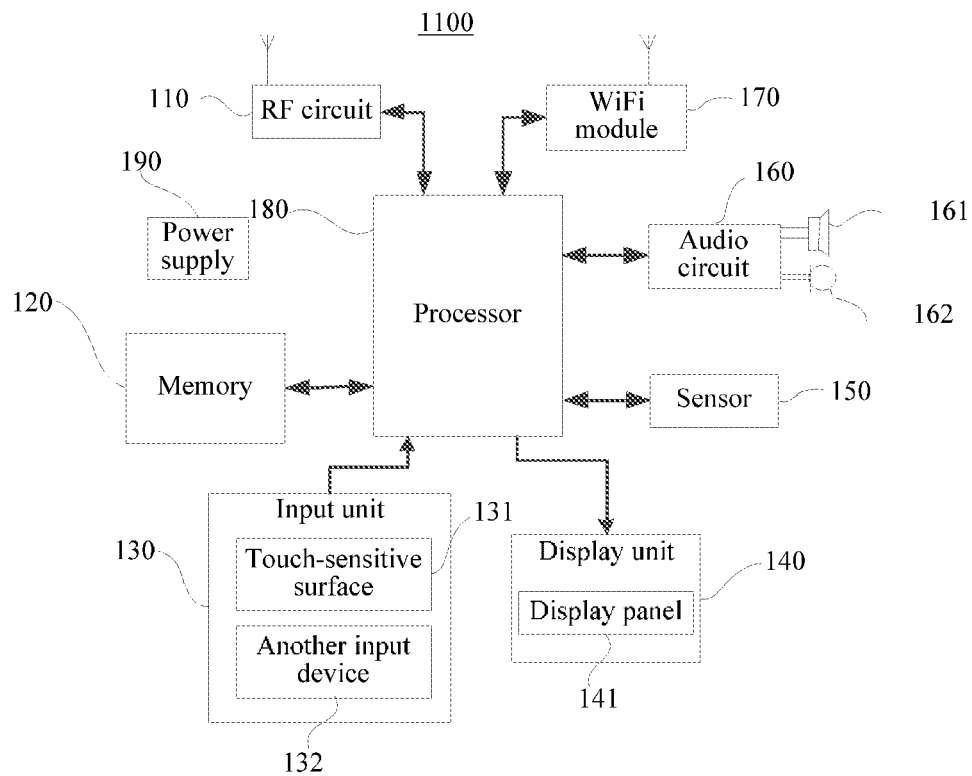 1100
110
RF circuit
WiFi
module
170
190
180
160
161
Power
supply
Audio
circuit
162
120
Processor
Memory
Sensor
150
Input unit
131
130
Touch-sensitive
surface
Display unit
140
Display panel
Another input
device
141
132